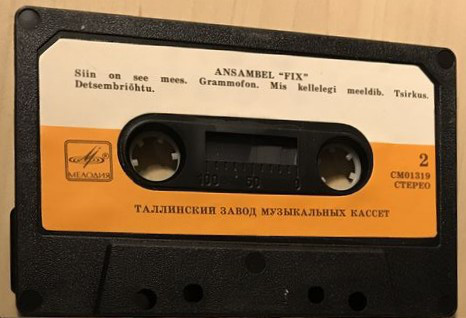 ANSAMBEL "FIX"
Siin on see mees. Grammofon. Mis kellelegi meeldib. Tsirkus.
Detsembriõhtu.
МЕЛОДИЯ
2
СМ01319
СТЕРЕО
100 50 0
ТАЛЛИНСКИЙ ЗАВОД МУЗЫКАЛЬНЫХ КАССЕТ